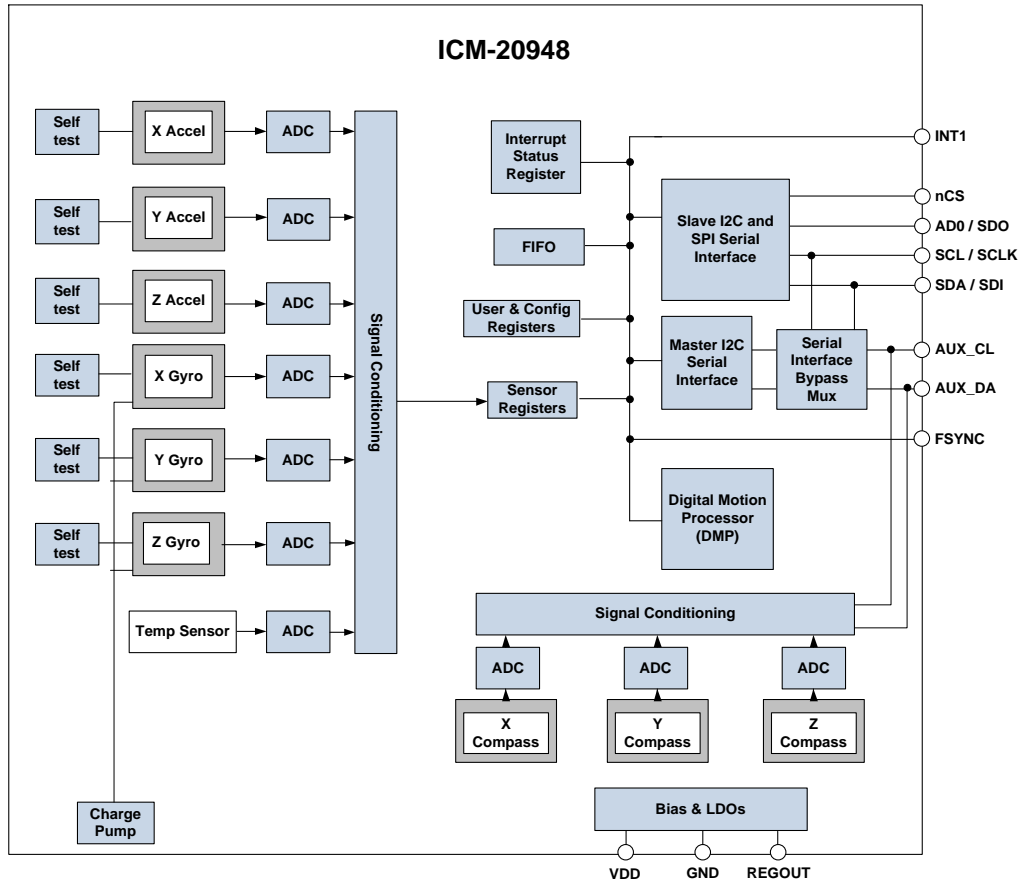 ICM-20948
Self
test
X Accel
ADC
Self
test
Y Accel
ADC
Self
test
Z Accel
ADC
Self
test
X Gyro
ADC
Self
test
Y Gyro
ADC
Self
test
Z Gyro
ADC
Temp Sensor
ADC
Charge
Pump
Signal Conditioning
Interrupt
Status
Register
FIFO
User & Config
Registers
Sensor
Registers
Slave I2C and
SPI Serial
Interface
Master I2C
Serial
Interface
Serial
Interface
Bypass
Mux
Digital Motion
Processor
(DMP)
INT1
nCS
AD0 / SDO
SCL / SCLK
SDA / SDI
AUX_CL
AUX_DA
FSYNC
Signal Conditioning
ADC
ADC
ADC
X
Compass
Y
Compass
Z
Compass
Bias & LDOs
VDD
GND
REGOUT